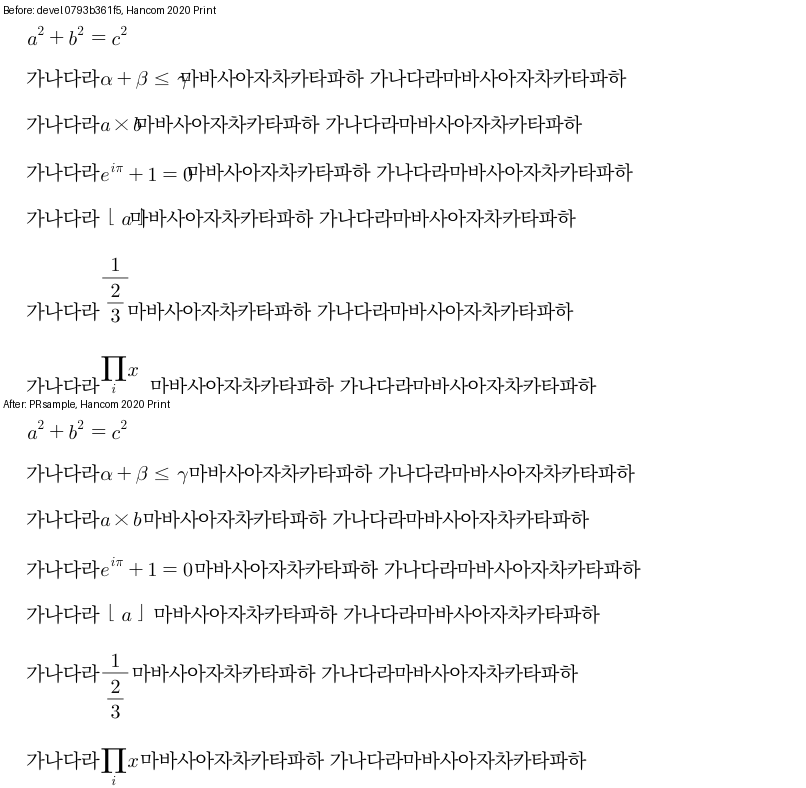 Before: devel 0793b361f5, Hancom 2020 Print
a² + b² = c²
가나다라α + β ≤ γ마바사아자차카타파하 가나다라마바사아자차카타파하
가나다라a × b마바사아자차카타파하 가나다라마바사아자차카타파하
가나다라e^{iπ} + 1 = 0마바사아자차카타파하 가나다라마바사아자차카타파하
가나다라 ⌊ a ⌋마바사아자차카타파하 가나다라마바사아자차카타파하
1
2
가나다라 3 마바사아자차카타파하 가나다라마바사아자차카타파하
가나다라∏_i x 마바사아자차카타파하 가나다라마바사아자차카타파하
After: PRsample, Hancom 2020 Print
a² + b² = c²
가나다라α + β ≤ γ마바사아자차카타파하 가나다라마바사아자차카타파하
가나다라a × b마바사아자차카타파하 가나다라마바사아자차카타파하
가나다라e^{iπ} + 1 = 0마바사아자차카타파하 가나다라마바사아자차카타파하
가나다라 ⌊ a ⌋ 마바사아자차카타파하 가나다라마바사아자차카타파하
가나다라 1 마바사아자차카타파하 가나다라마바사아자차카타파하
2
3
가나다라∏_i x마바사아자차카타파하 가나다라마바사아자차카타파하